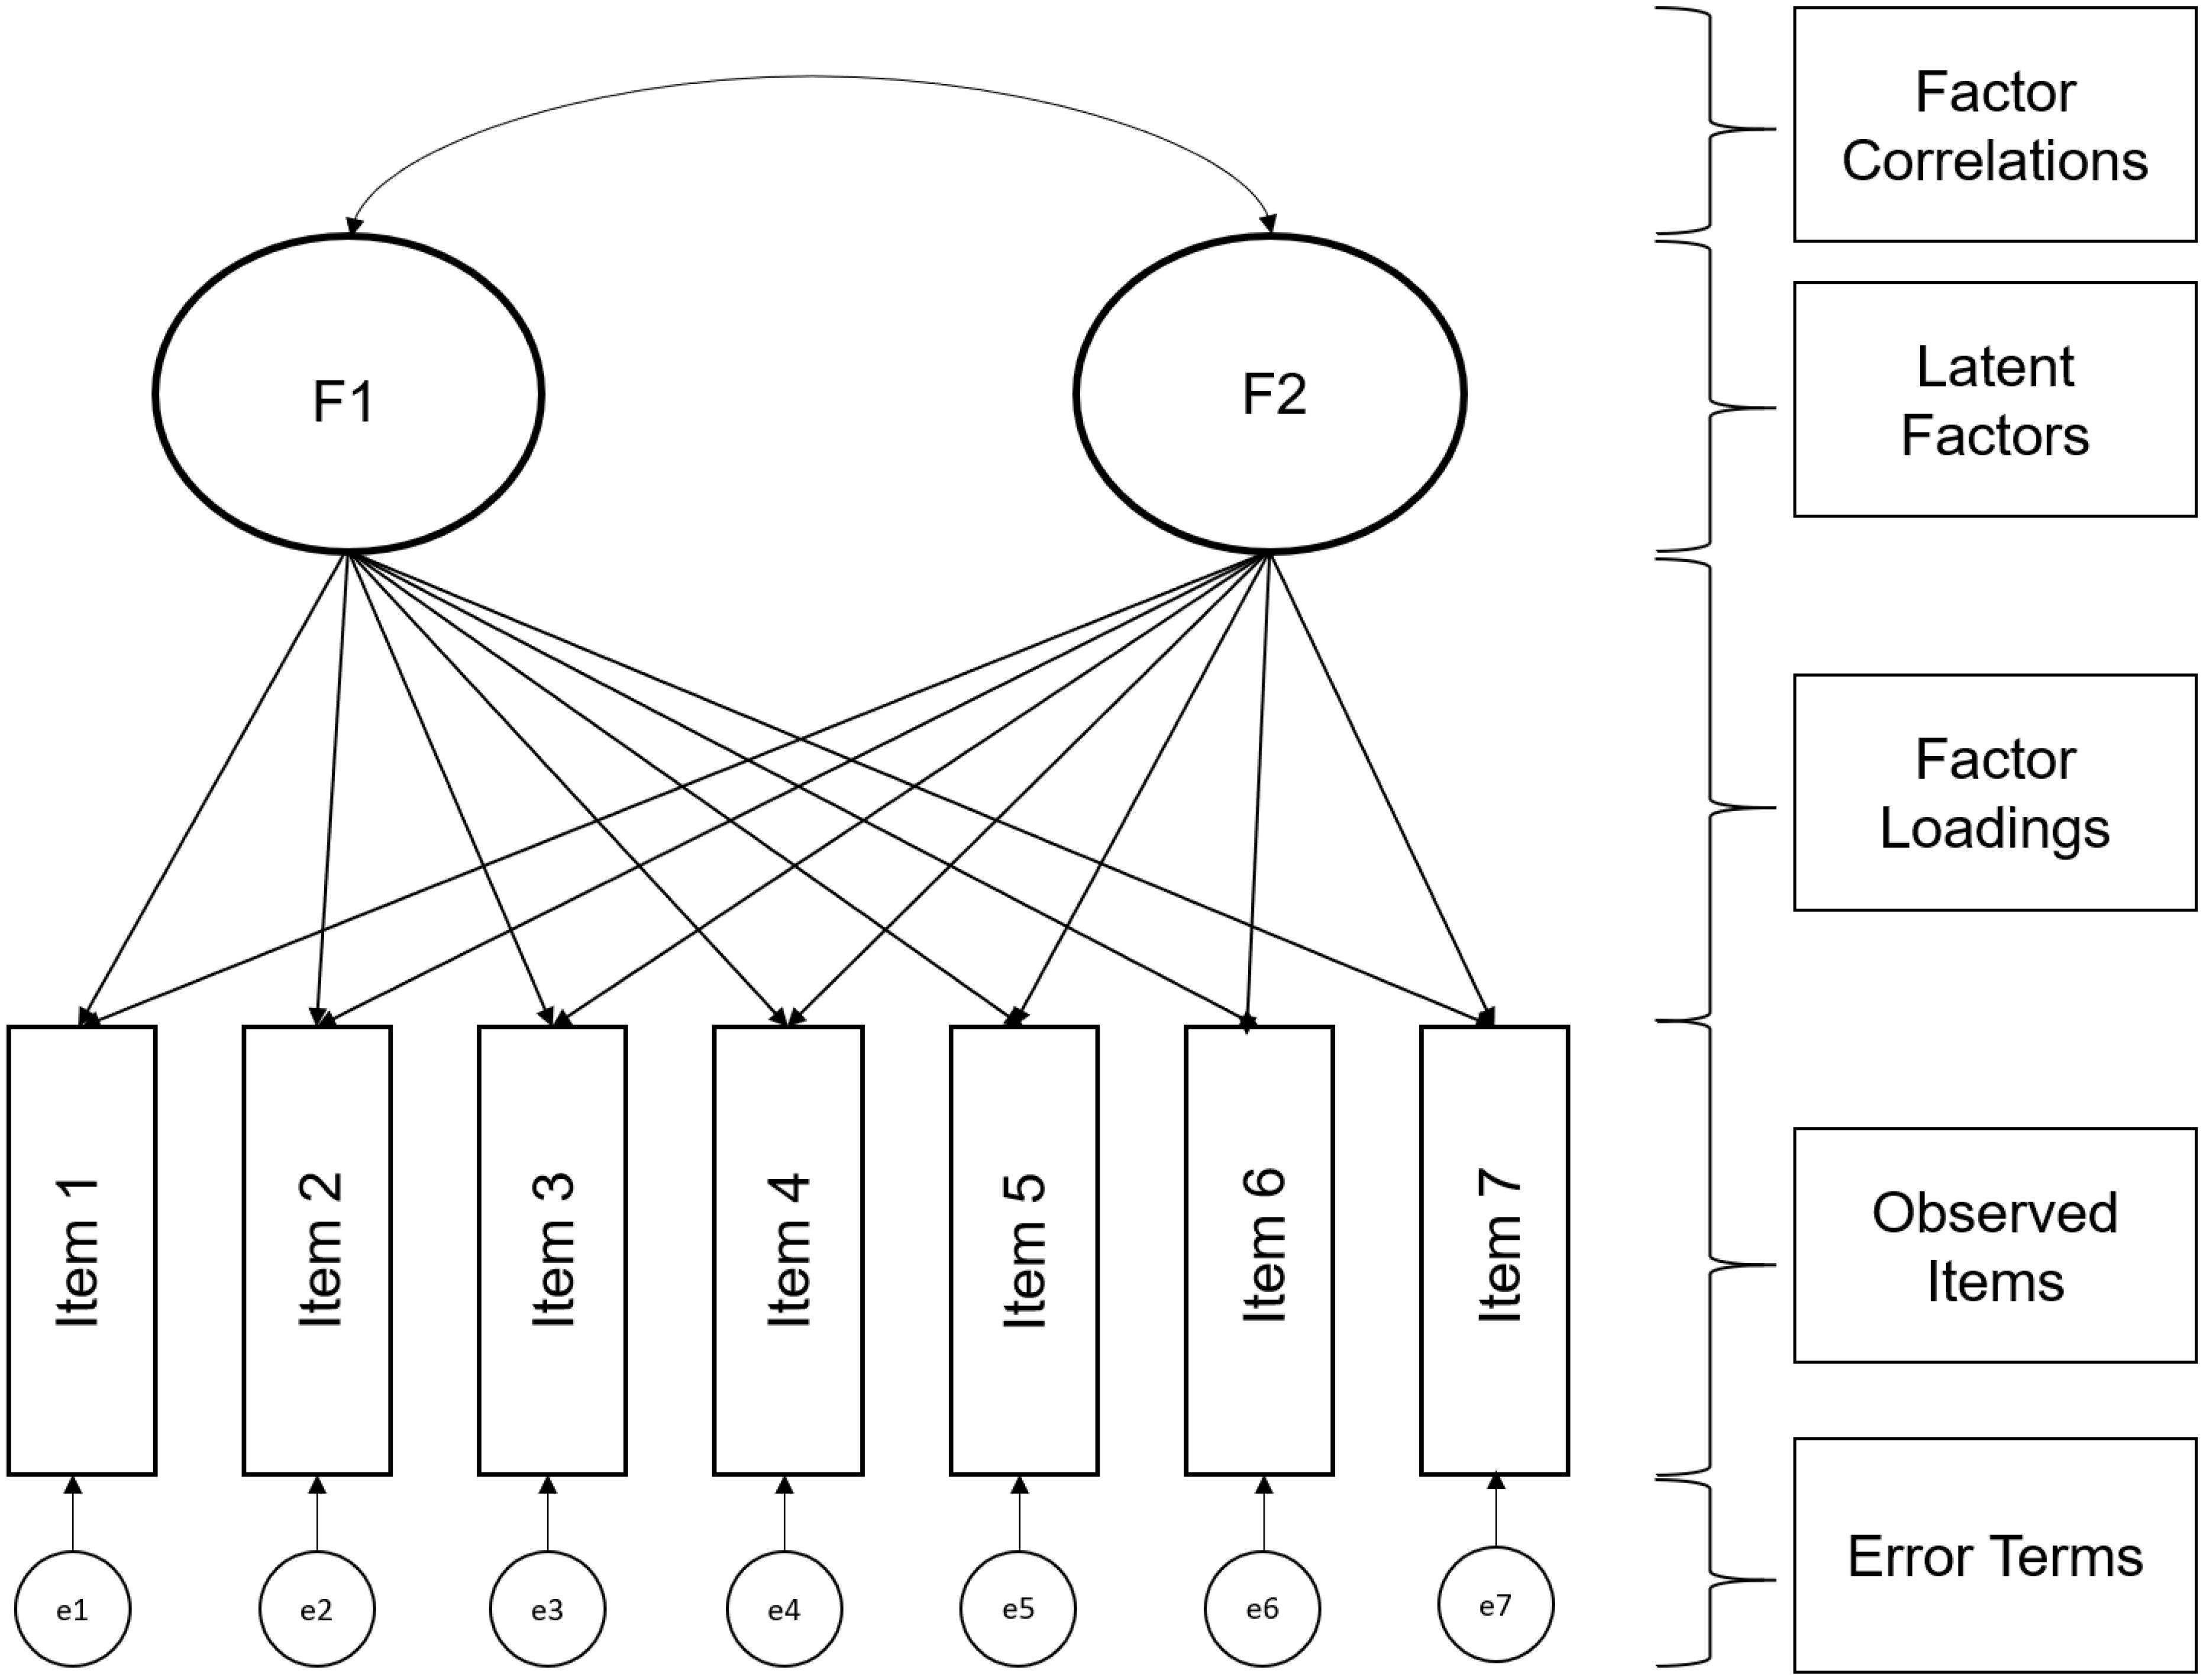 Factor
Correlations
F1
F2
Latent
Factors
Factor
Loadings
Item 1
Item 2
Item 3
Item 4
Item 5
Item 6
Item 7
Observed
Items
e1
e2
e3
e4
e5
e6
e7
Error Terms